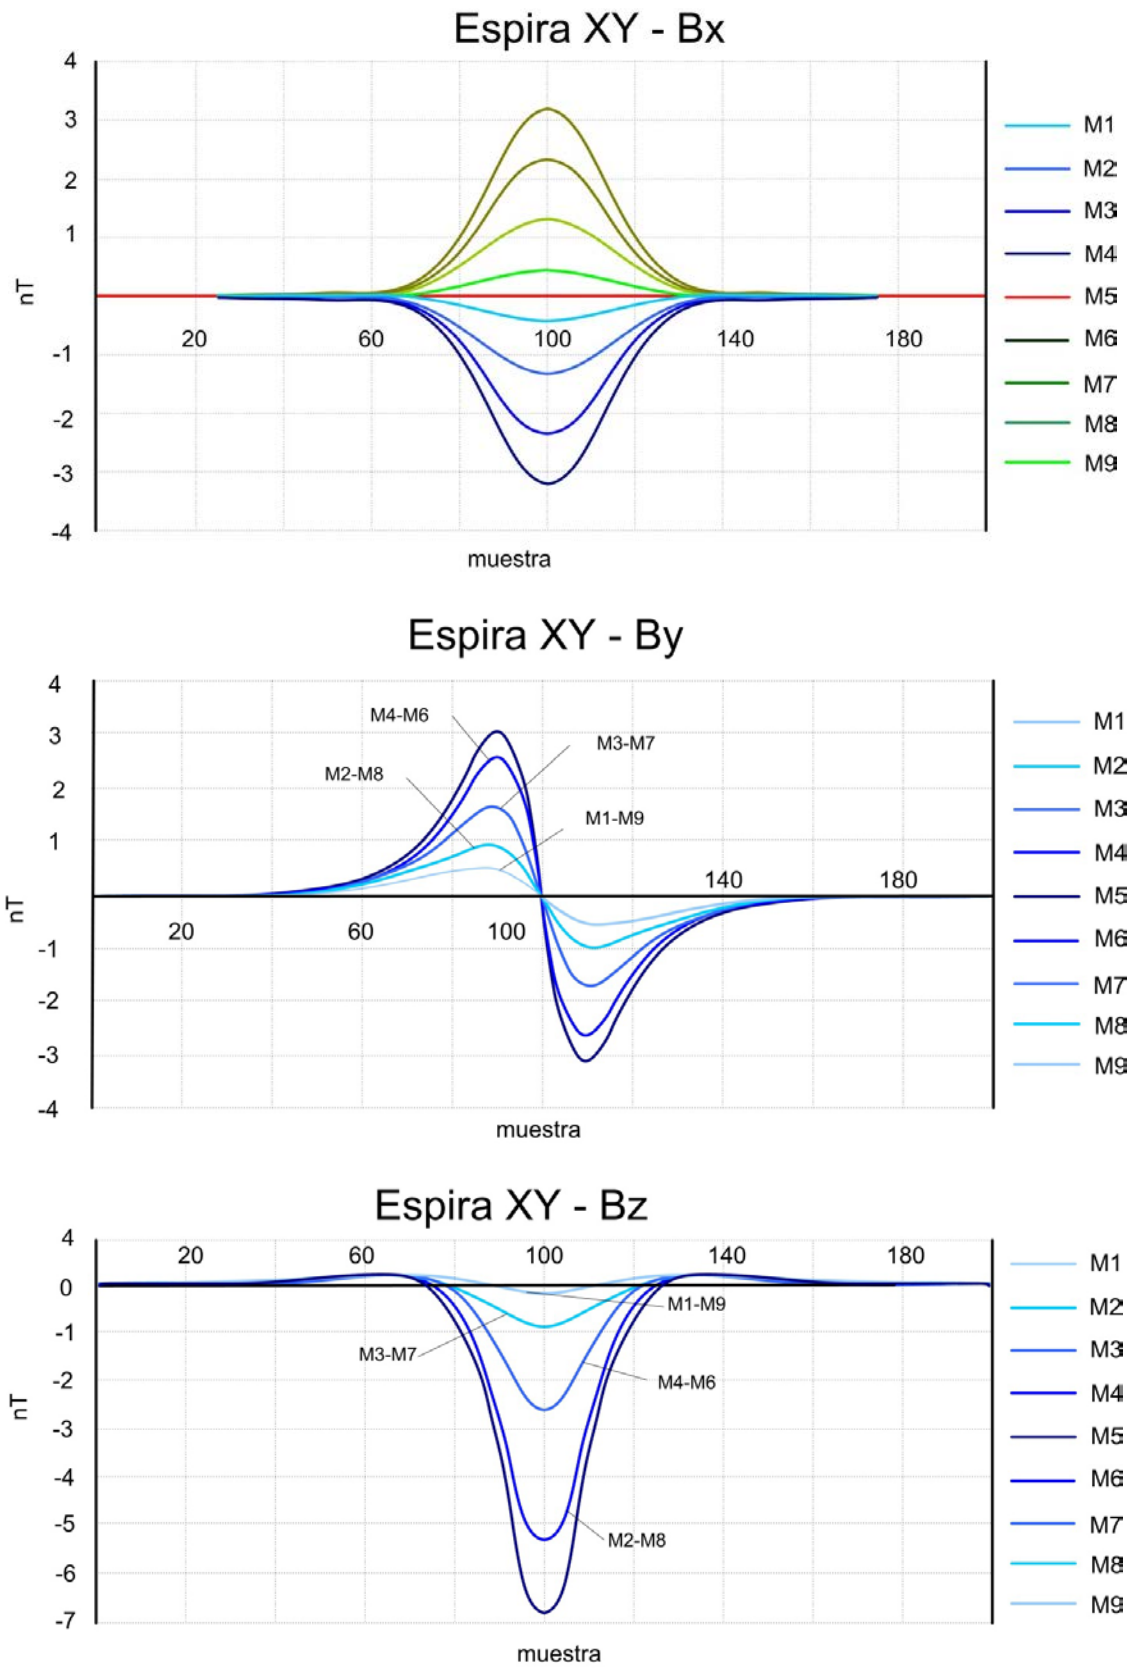 Espira XY - Bx
4
3
2
1
nT
-1
-2
-3
-4
20
60
100
140
180
muestra
M1
M2
M3
M4
M5
M6
M7
M8
M9
Espira XY - By
4
3
2
1
nT
-1
-2
-3
-4
M4-M6
M3-M7
M2-M8
M1-M9
140
180
20
60
100
muestra
M1
M2
M3
M4
M5
M6
M7
M8
M9
Espira XY - Bz
4
0
-1
-2
nT
-3
-4
-5
-6
-7
20
60
100
140
180
M1-M9
M3-M7
M4-M6
M2-M8
muestra
M1
M2
M3
M4
M5
M6
M7
M8
M9